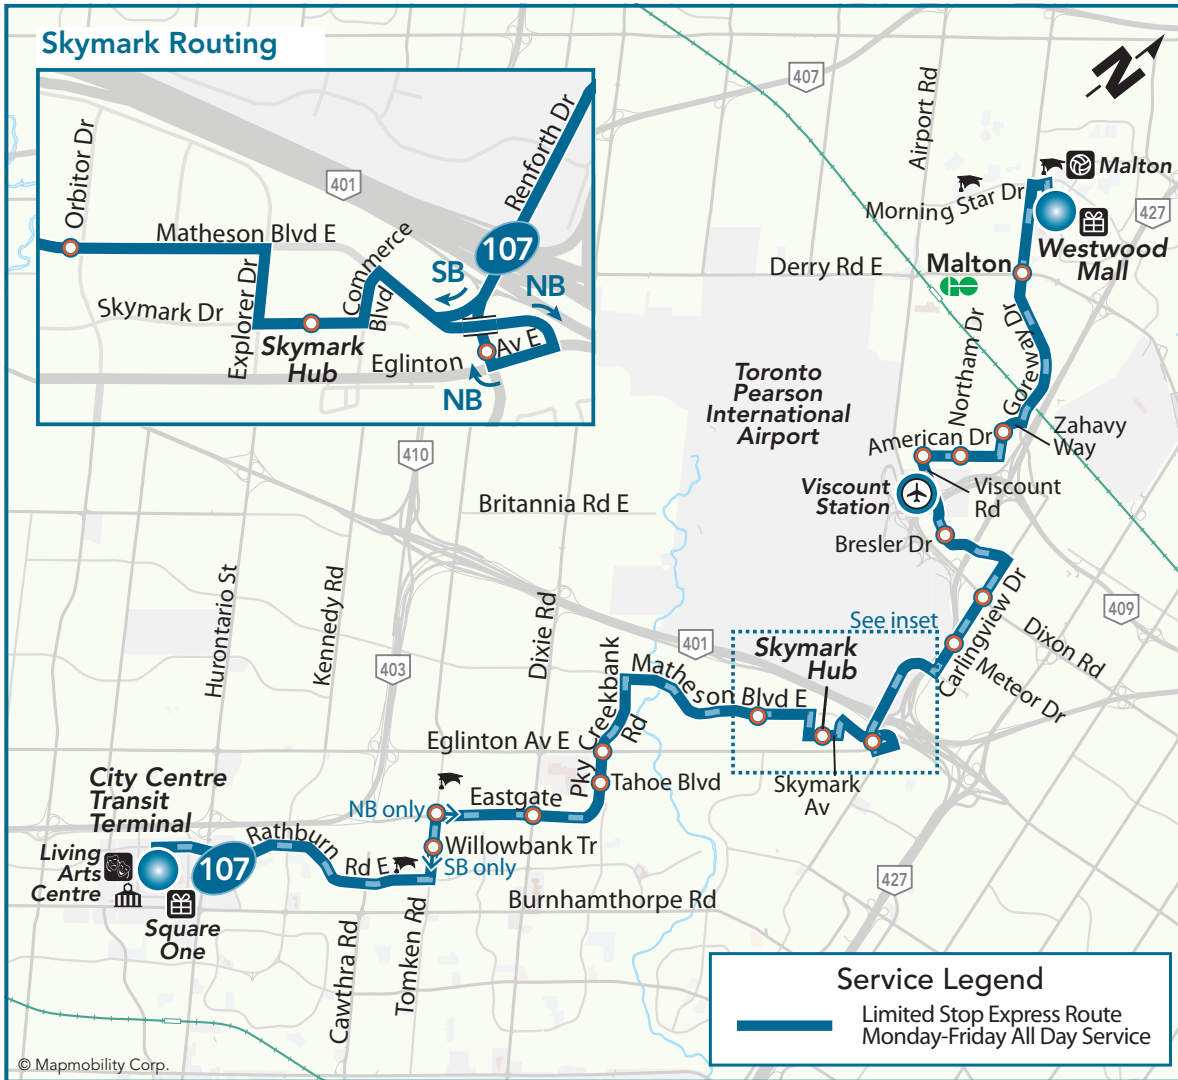 Skymark Routing
Orbitor Dr
401
Renforth Dr
Matheson Blvd E
Commerce
Blvd
107
SB
NB
Skymark Dr
Explorer Dr
Skymark
Hub
Eglinton
Av E
NB
407
Airport Rd
N
Malton
Morning Star Dr
427
Westwood
Mall
Derry Rd E
Malton
GO
Northam Dr
Goreway Dr
Toronto
Pearson
International
Airport
Zahavy
Way
American Dr
410
Viscount
Station
Viscount
Rd
Britannia Rd E
Bresler Dr
Hurontario St
Kennedy Rd
Dixie Rd
403
401
See inset
Carlingview Dr
409
Dixon Rd
Meteor Dr
Skymark
Hub
Matheson Blvd E
Creekbank
Rd
Pky
Eglinton Av E
Tahoe Blvd
Skymark
Av
City Centre
Transit
Terminal
NB only
Eastgate
Rathburn
Rd E
Willowbank Tr
SB only
Living
Arts
Centre
107
Square
One
Burnhamthorpe Rd
427
Cawthra Rd
Tomken Rd
Service Legend
Limited Stop Express Route
Monday-Friday All Day Service
© Mapmobility Corp.